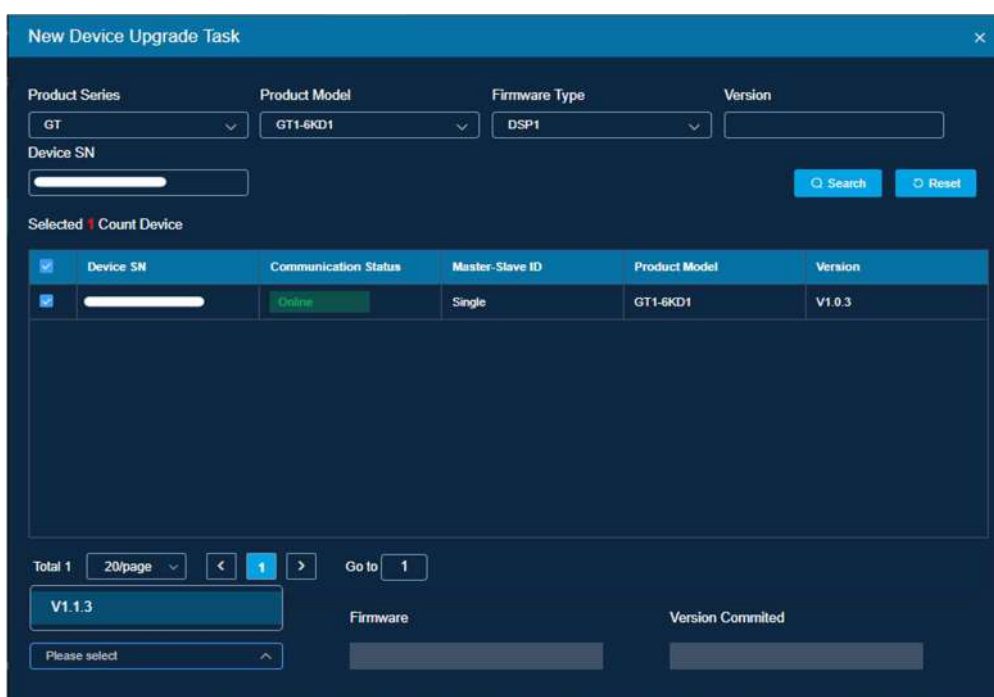 New Device Upgrade Task ×
Product Series Product Model Firmware Type Version
GT GT1-6KD1 DSP1
Device SN
Search Reset
Selected 1 Count Device
Device SN Communication Status Master-Slave ID Product Model Version
Online Single GT1-6KD1 V1.0.3
Total 1 20/page < 1 > Go to 1
V1.1.3
Firmware Version Commited
Please select